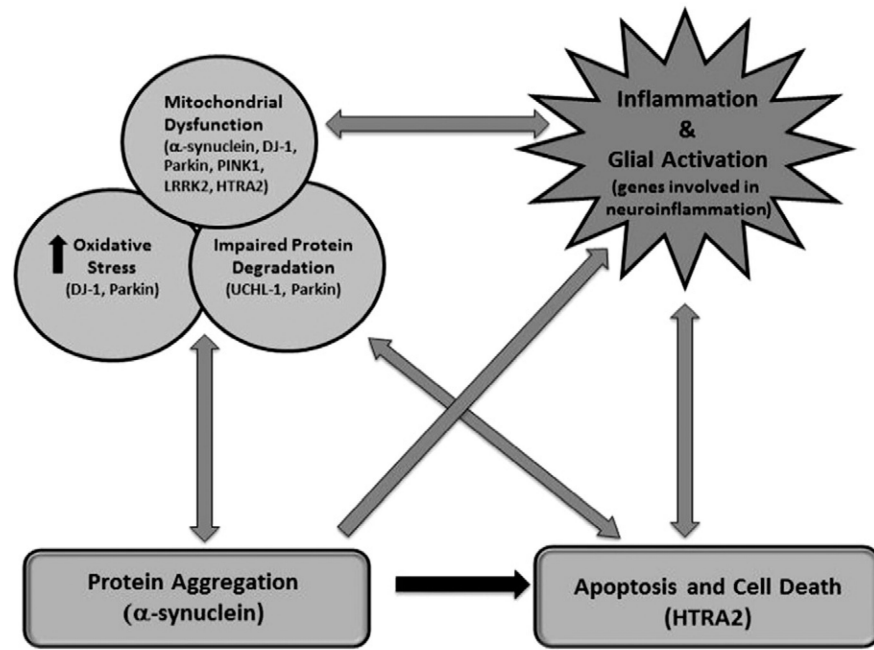 Mitochondrial
Dysfunction
(α-synuclein, DJ-1,
Parkin, PINK1,
LRRK2, HTRA2)
Oxidative
Stress
(DJ-1, Parkin)
Impaired Protein
Degradation
(UCHL-1, Parkin)
Inflammation
&
Glial Activation
(genes involved in
neuroinflammation)
Protein Aggregation
(α-synuclein)
Apoptosis and Cell Death
(HTRA2)